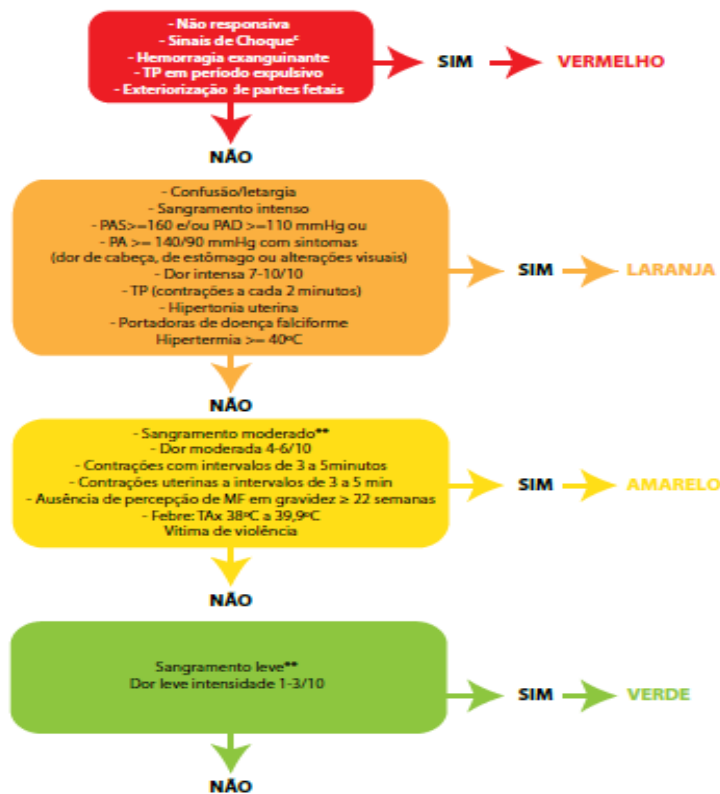 - Não responsiva
- Sinais de Choqueᶜ
- Hemorragia exanguinante
- TP em período expulsivo
- Exteriorização de partes fetais
SIM
VERMELHO
NÃO
- Confusão/letargia
- Sangramento intenso
- PAS>=160 e/ou PAD >=110 mmHg ou
- PA >= 140/90 mmHg com sintomas
(dor de cabeça, de estômago ou alterações visuais)
- Dor intensa 7-10/10
- TP (contrações a cada 2 minutos)
- Hipertonia uterina
- Portadoras de doença falciforme
Hipertermia >= 40ºC
SIM
LARANJA
NÃO
- Sangramento moderado**
- Dor moderada 4-6/10
- Contrações com intervalos de 3 a 5minutos
- Contrações uterinas a intervalos de 3 a 5 min
- Ausência de percepção de MF em gravidez ≥ 22 semanas
- Febre: TAx 38ºC a 39,9ºC
Vítima de violência
SIM
AMARELO
NÃO
Sangramento leve**
Dor leve intensidade 1-3/10
SIM
VERDE
NÃO